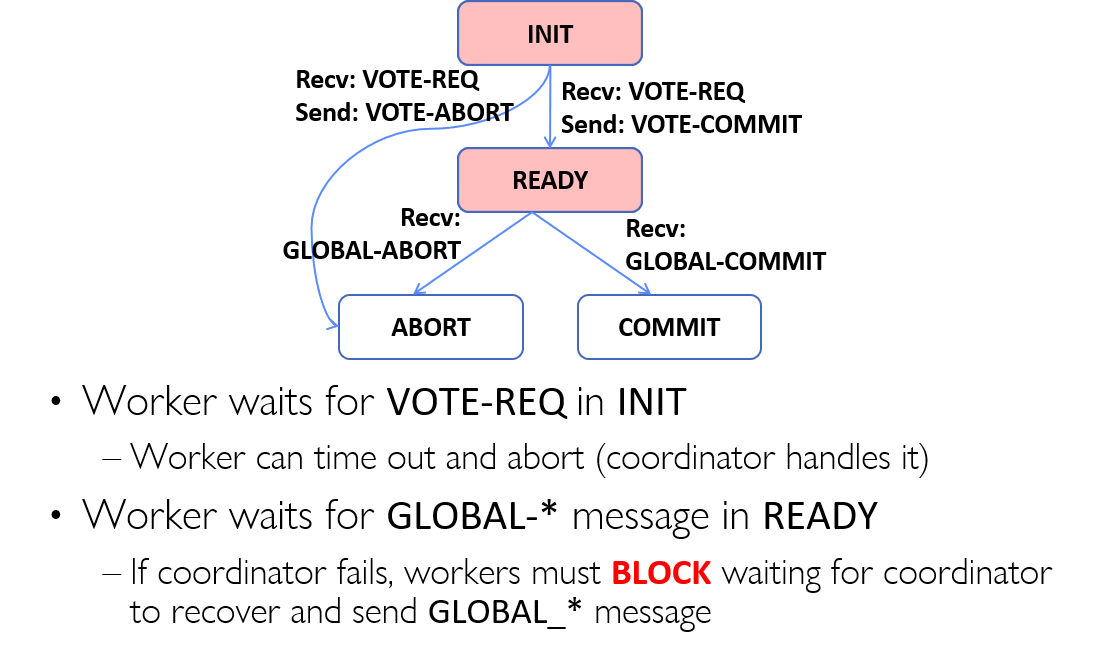 INIT
Recv: VOTE-REQ
Send: VOTE-ABORT
Recv: VOTE-REQ
Send: VOTE-COMMIT
READY
Recv:
GLOBAL-ABORT
Recv:
GLOBAL-COMMIT
ABORT
COMMIT
• Worker waits for VOTE-REQ in INIT
– Worker can time out and abort (coordinator handles it)
• Worker waits for GLOBAL-* message in READY
– If coordinator fails, workers must BLOCK waiting for coordinator
to recover and send GLOBAL_* message